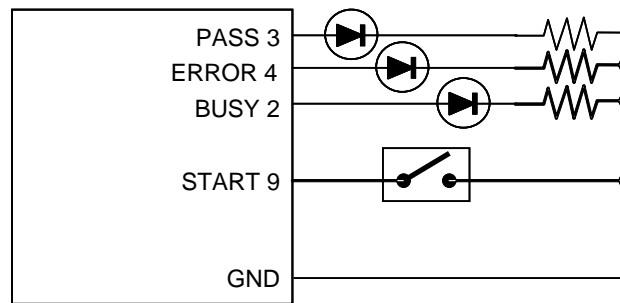 PASS 3
ERROR 4
BUSY 2
START 9
GND